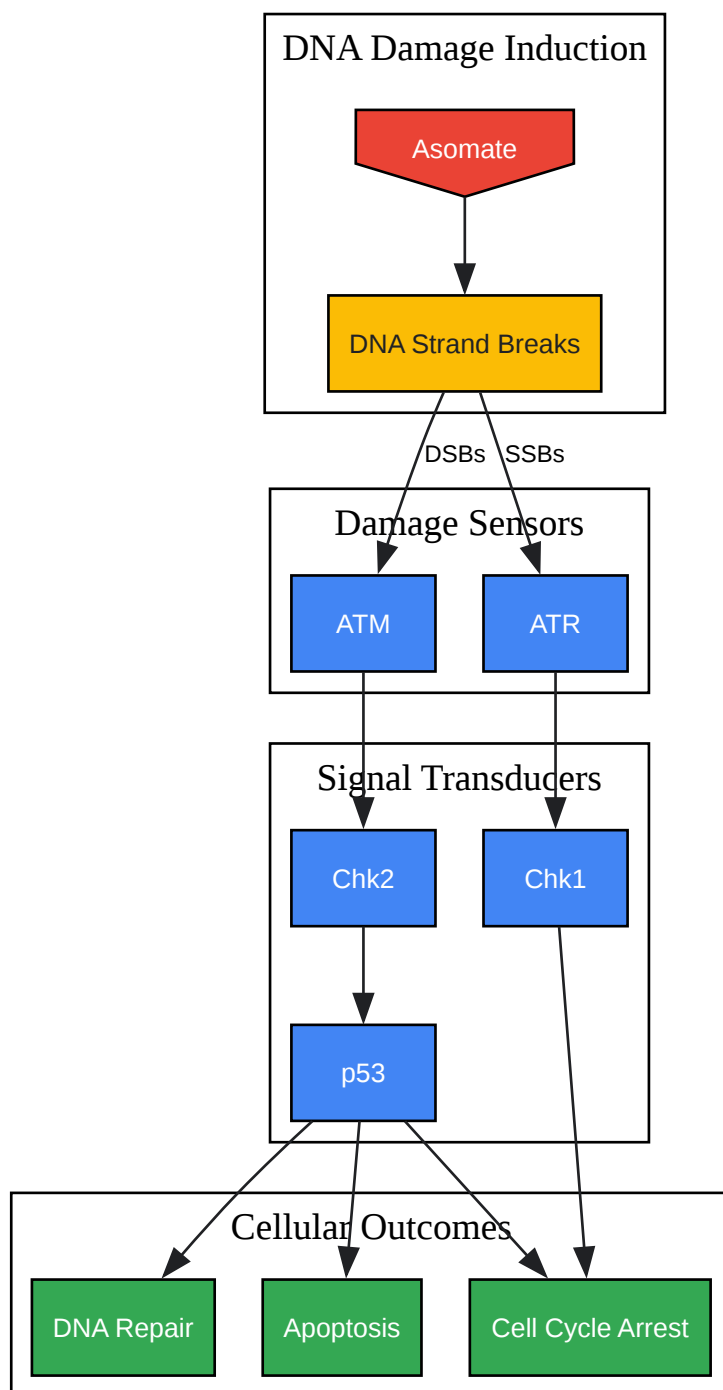 DNA Damage Induction
Asomate
DNA Strand Breaks
DSBs
SSBs
Damage Sensors
ATM
ATR
Signal Transducers
Chk2
Chk1
p53
Cellular Outcomes
DNA Repair
Apoptosis
Cell Cycle Arrest